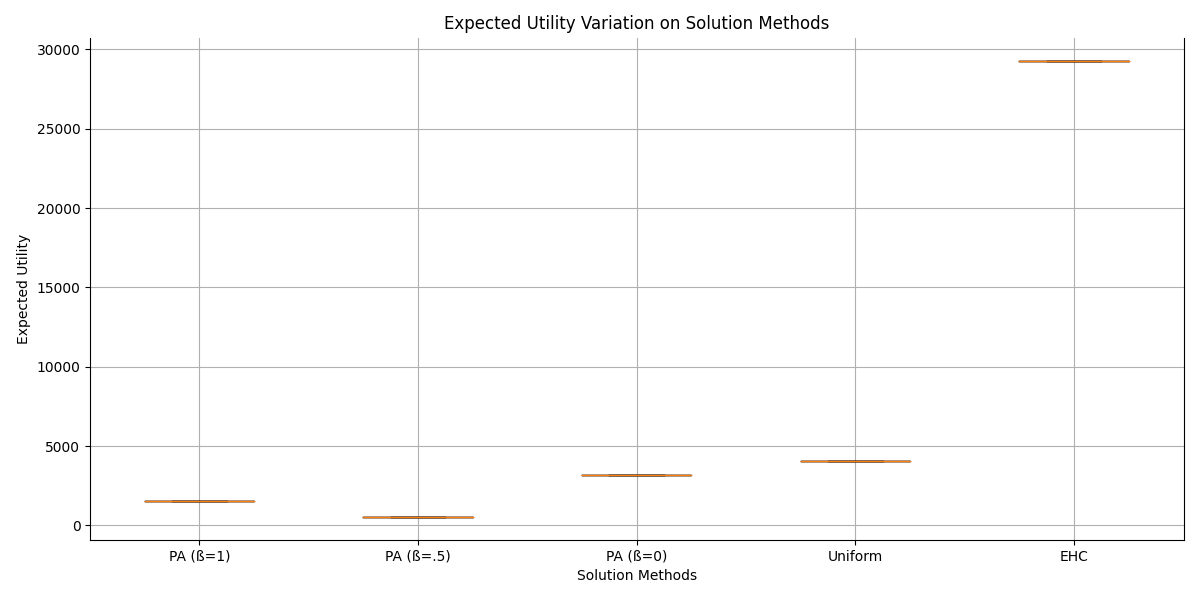 Expected Utility Variation on Solution Methods
30000
25000
20000
15000
10000
5000
0
Expected Utility
PA (ß=1) PA (ß=.5) PA (ß=0) Uniform EHC
Solution Methods